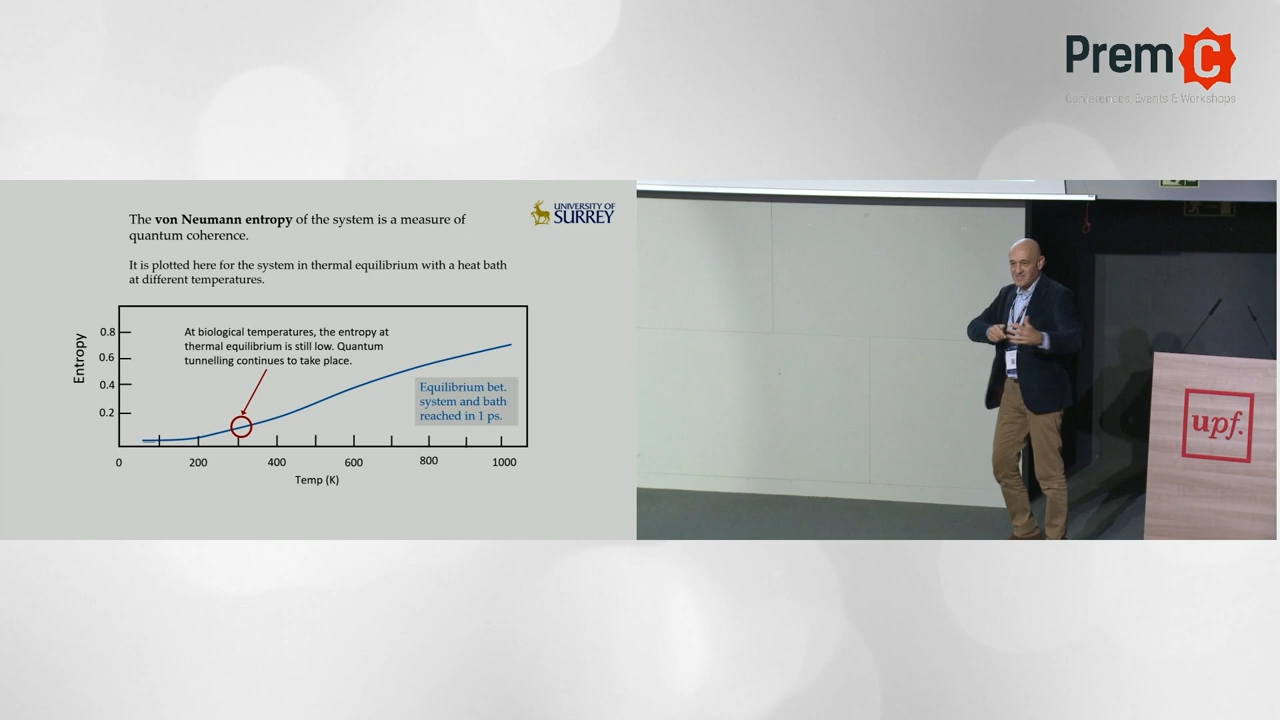 Prem C
Conferences, Events & Workshops
The von Neumann entropy of the system is a measure of
quantum coherence.
UNIVERSITY OF
SURREY
It is plotted here for the system in thermal equilibrium with a heat bath
at different temperatures.
Entropy
0.8
0.6
0.4
0.2
At biological temperatures, the entropy at
thermal equilibrium is still low. Quantum
tunnelling continues to take place.
Equilibrium bet.
system and bath
reached in 1 ps.
0 200 400 600 800 1000
Temp (K)
upf.